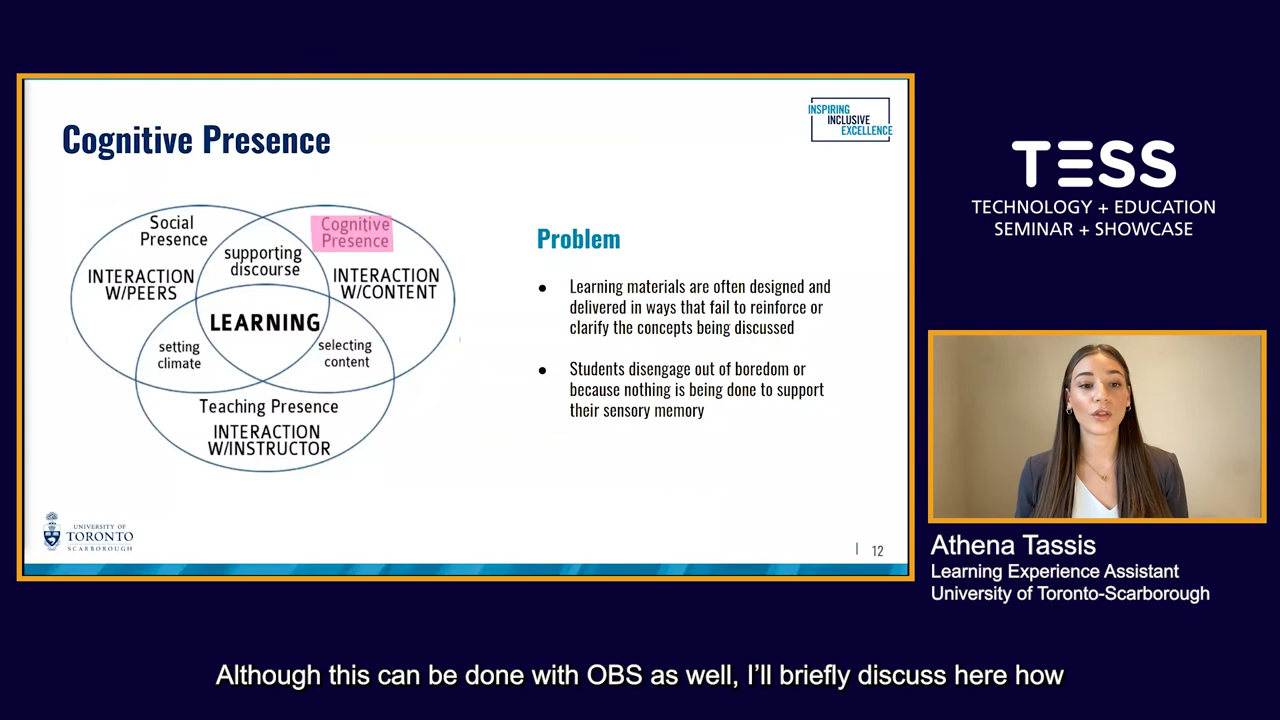 Cognitive Presence
INSPIRING
INCLUSIVE
EXCELLENCE
Social
Presence
Cognitive
Presence
supporting
discourse
INTERACTION
W/PEERS
INTERACTION
W/CONTENT
LEARNING
setting
climate
selecting
content
Teaching Presence
INTERACTION
W/INSTRUCTOR
Problem
● Learning materials are often designed and
delivered in ways that fail to reinforce or
clarify the concepts being discussed
● Students disengage out of boredom or
because nothing is being done to support
their sensory memory
UNIVERSITY OF
TORONTO
SCARBOROUGH
| 12
TESS
TECHNOLOGY + EDUCATION
SEMINAR + SHOWCASE
Athena Tassis
Learning Experience Assistant
University of Toronto-Scarborough
Although this can be done with OBS as well, I’ll briefly discuss here how